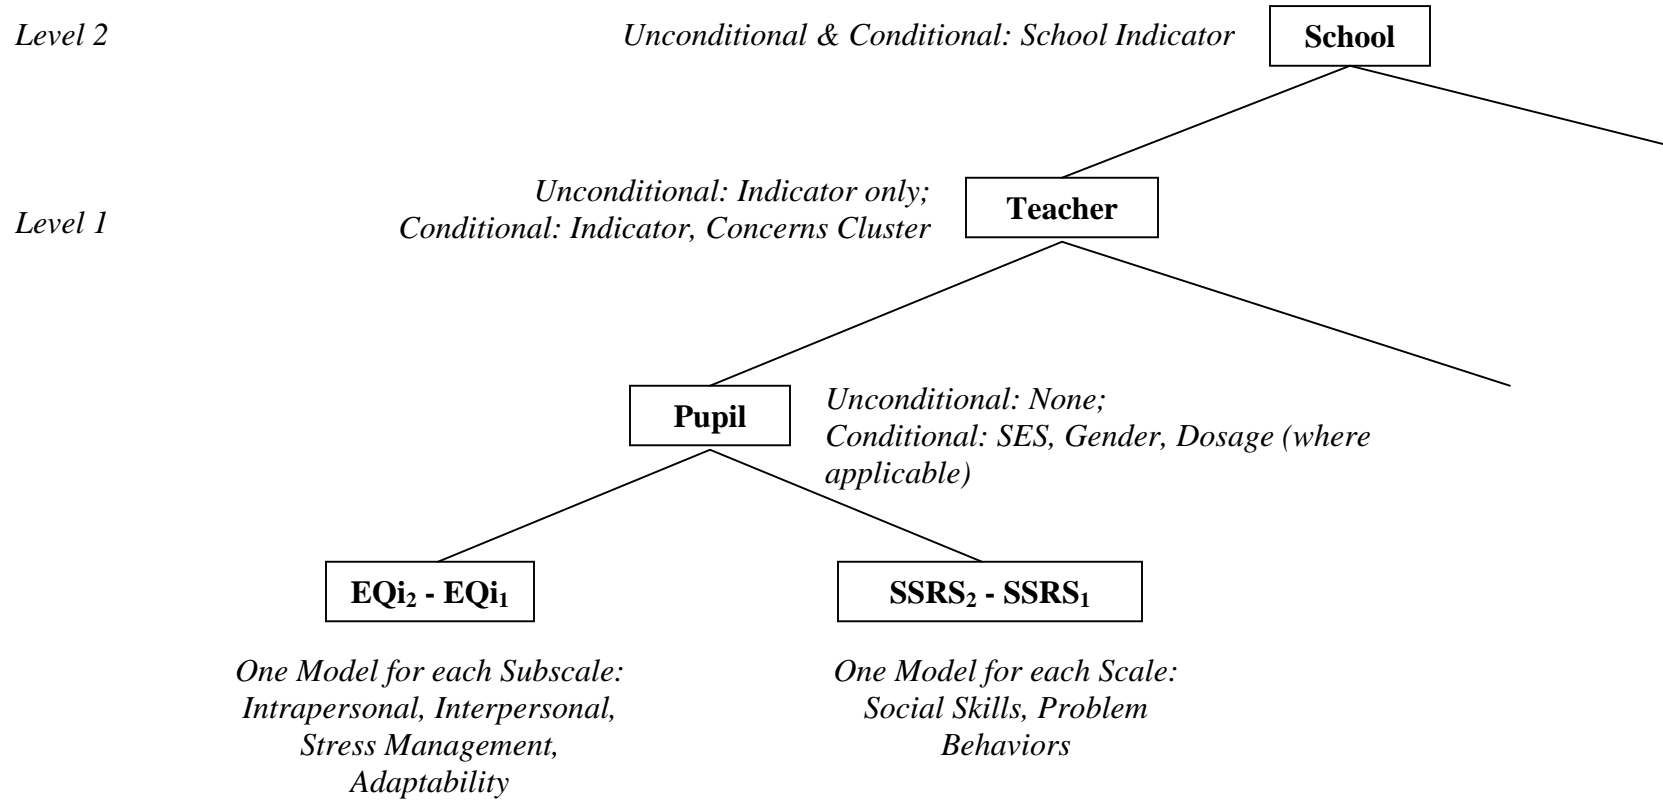 Level 2
Unconditional & Conditional: School Indicator
School
Unconditional: Indicator only;
Conditional: Indicator, Concerns Cluster
Level 1
Teacher
Pupil
Unconditional: None;
Conditional: SES, Gender, Dosage (where
applicable)
EQi₂ - EQi₁
SSRS₂ - SSRS₁
One Model for each Subscale:
Intrapersonal, Interpersonal,
Stress Management,
Adaptability
One Model for each Scale:
Social Skills, Problem
Behaviors